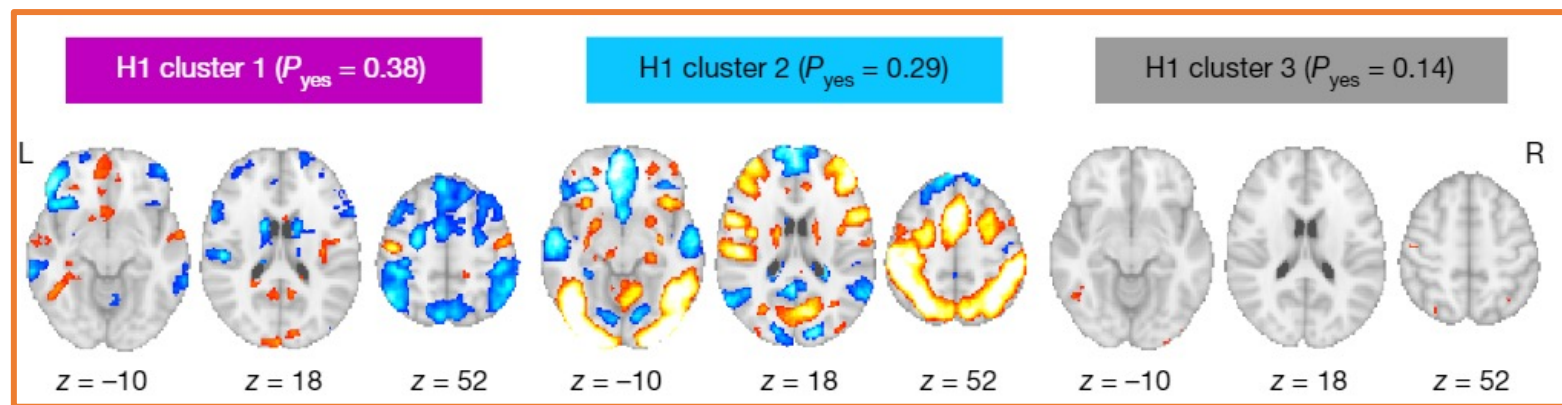 H1 cluster 1 (Pyes = 0.38)
H1 cluster 2 (Pyes = 0.29)
H1 cluster 3 (Pyes = 0.14)
L
R
z = –10
z = 18
z = 52
z = –10
z = 18
z = 52
z = –10
z = 18
z = 52